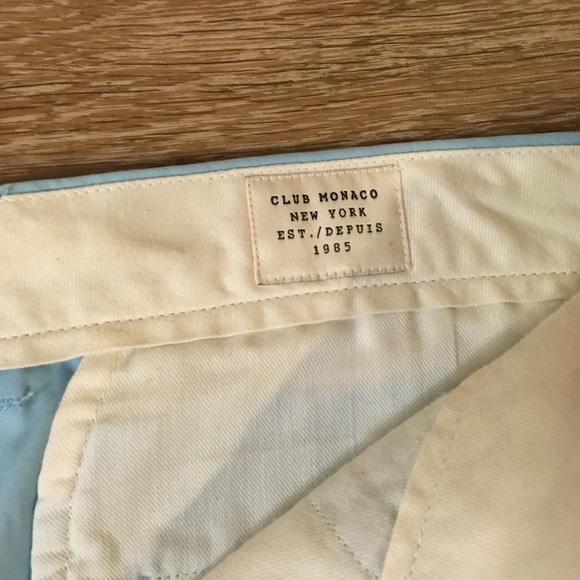 CLUB MONACO
NEW YORK
EST./DEPUIS
1985